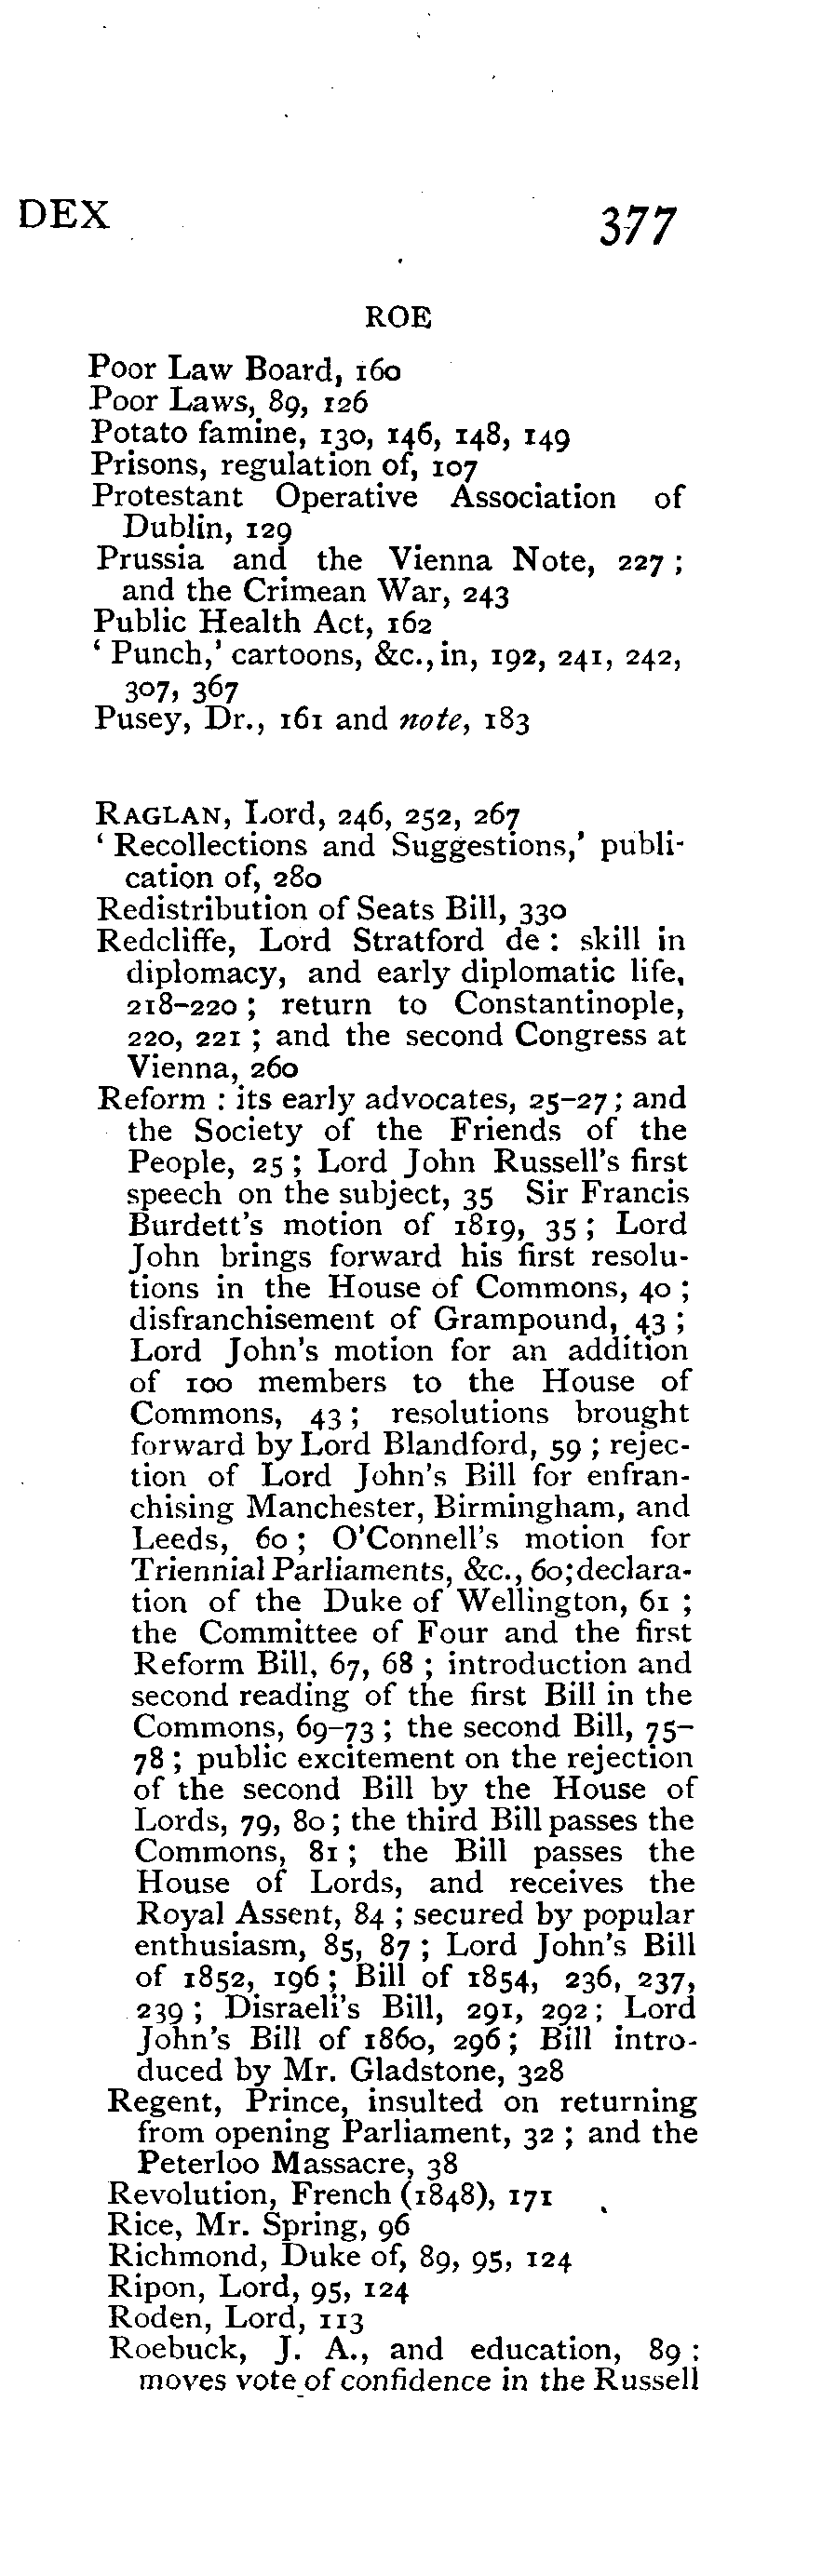 DEX 377
ROE
Poor Law Board, 160
Poor Laws, 89, 126
Potato famine, 130, 146, 148, 149
Prisons, regulation of, 107
Protestant Operative Association of
Dublin, 129
Prussia and the Vienna Note, 227 ;
and the Crimean War, 243
Public Health Act, 162
‘ Punch,’ cartoons, &c., in, 192, 241, 242,
307, 367
Pusey, Dr., 161 and note, 183
RAGLAN, Lord, 246, 252, 267
‘ Recollections and Suggestions,’ publi-
cation of, 280
Redistribution of Seats Bill, 330
Redcliffe, Lord Stratford de : skill in
diplomacy, and early diplomatic life,
218–220 ; return to Constantinople,
220, 221 ; and the second Congress at
Vienna, 260
Reform : its early advocates, 25–27 ; and
the Society of the Friends of the
People, 25 ; Lord John Russell’s first
speech on the subject, 35 Sir Francis
Burdett’s motion of 1819, 35 ; Lord
John brings forward his first resolu-
tions in the House of Commons, 40 ;
disfranchisement of Grampound, 43 ;
Lord John’s motion for an addition
of 100 members to the House of
Commons, 43 ; resolutions brought
forward by Lord Blandford, 59 ; rejec-
tion of Lord John’s Bill for enfran-
chising Manchester, Birmingham, and
Leeds, 60 ; O’Connell’s motion for
Triennial Parliaments, &c., 60;declara-
tion of the Duke of Wellington, 61 ;
the Committee of Four and the first
Reform Bill, 67, 68 ; introduction and
second reading of the first Bill in the
Commons, 69–73 ; the second Bill, 75–
78 ; public excitement on the rejection
of the second Bill by the House of
Lords, 79, 80 ; the third Bill passes the
Commons, 81 ; the Bill passes the
House of Lords, and receives the
Royal Assent, 84 ; secured by popular
enthusiasm, 85, 87 ; Lord John’s Bill
of 1852, 196 ; Bill of 1854, 236, 237,
239 ; Disraeli’s Bill, 291, 292 ; Lord
John’s Bill of 1860, 296 ; Bill intro-
duced by Mr. Gladstone, 328
Regent, Prince, insulted on returning
from opening Parliament, 32 ; and the
Peterloo Massacre, 38
Revolution, French (1848), 171
Rice, Mr. Spring, 96
Richmond, Duke of, 89, 95, 124
Ripon, Lord, 95, 124
Roden, Lord, 113
Roebuck, J. A., and education, 89 :
moves vote of confidence in the Russell